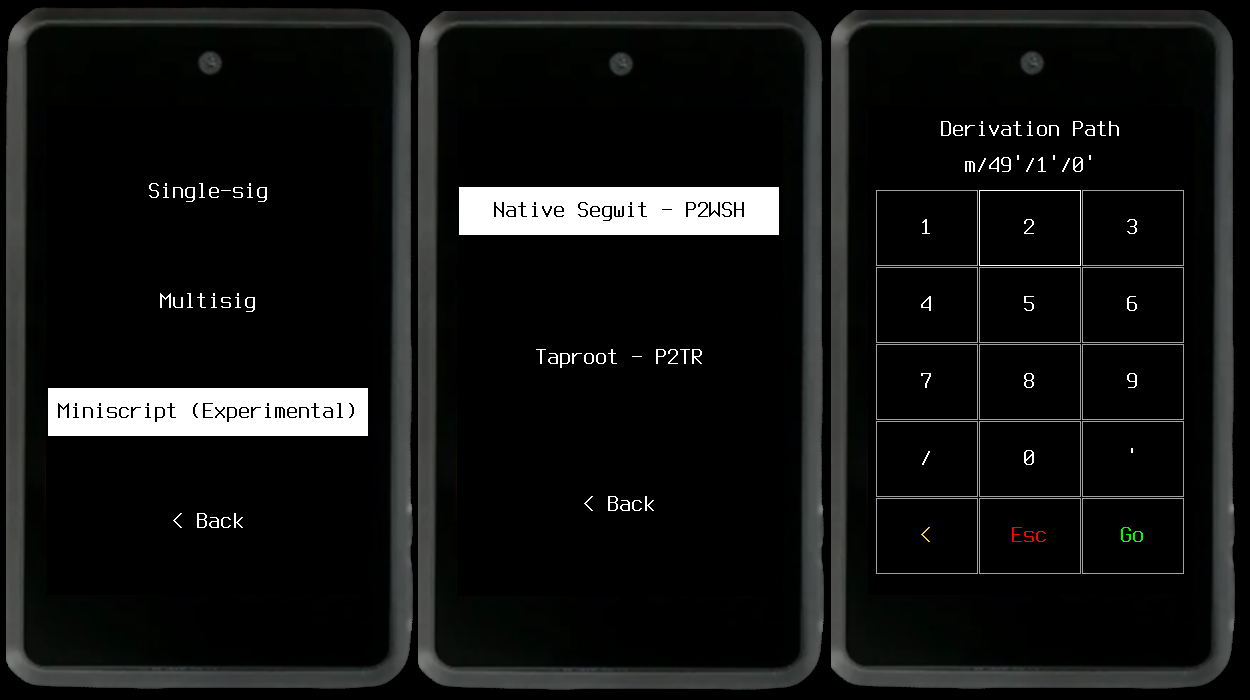 Single-sig
Multisig
Miniscript (Experimental)
< Back
Native Segwit - P2WSH
Taproot - P2TR
< Back
Derivation Path
m/49'/1'/0'
1 2 3
4 5 6
7 8 9
/ 0 '
< Esc Go